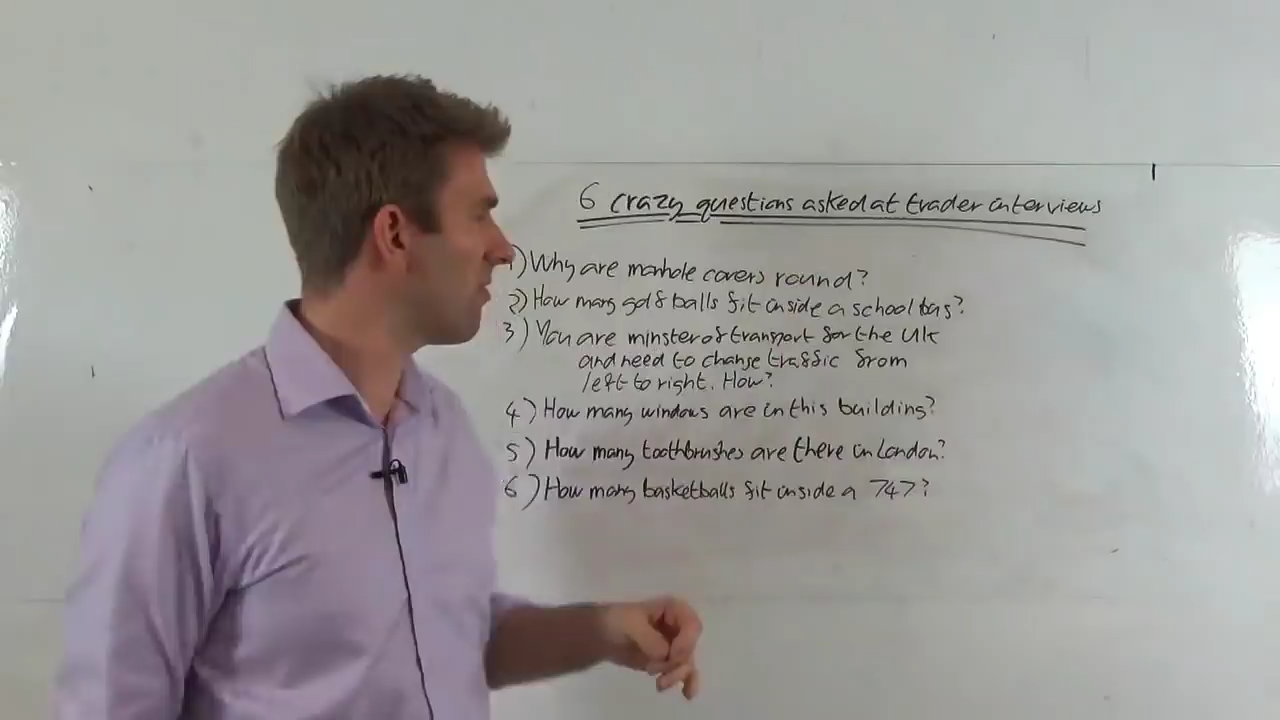 6 crazy questions asked at trader interviews
1) Why are manhole covers round?
2) How many golf balls fit inside a school bus?
3) You are minster of transport for the UK
and need to change traffic from
left to right. How?
4) How many windows are in this building?
5) How many toothbrushes are there in London?
6) How many basketballs fit inside a 747?